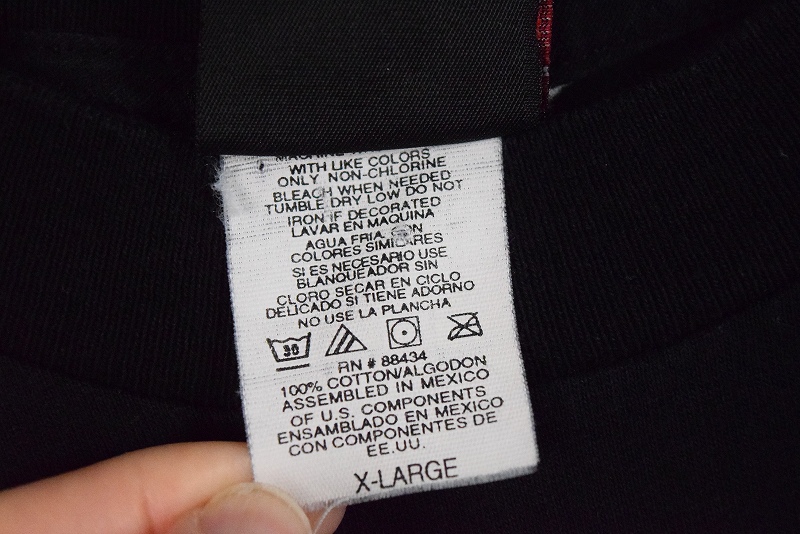 MACHINE
WITH LIKE COLORS
ONLY NON-CHLORINE
BLEACH WHEN NEEDED
TUMBLE DRY LOW DO NOT
IRON IF DECORATED
LAVAR EN MAQUINA
AGUA FRIA CON
COLORES SIMILARES
SI ES NECESARIO USE
BLANQUEADOR SIN
CLORO SECAR EN CICLO
DELICADO SI TIENE ADORNO
NO USE LA PLANCHA
30
RN # 88434
100% COTTON/ALGODON
ASSEMBLED IN MEXICO
OF U.S. COMPONENTS
ENSAMBLADO EN MEXICO
CON COMPONENTES DE
EE.UU.
X-LARGE